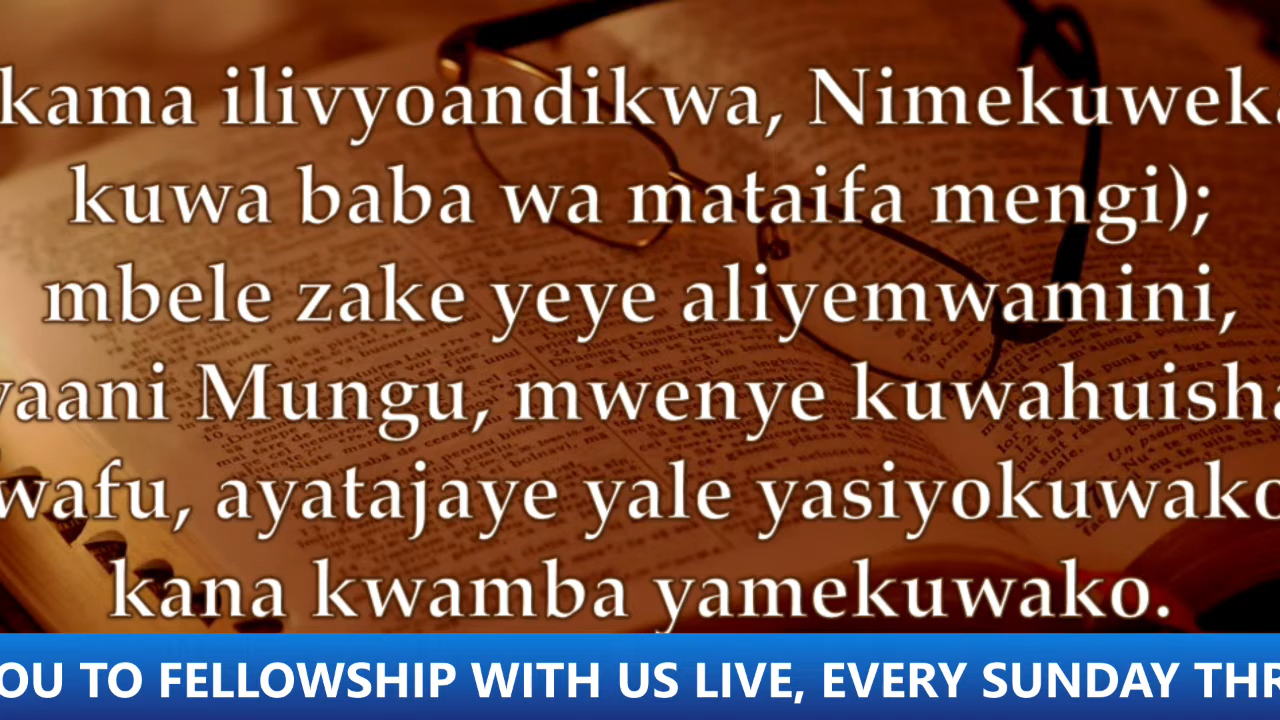 kama ilivyoandikwa, Nimekuweka
kuwa baba wa mataifa mengi);
mbele zake yeye aliyemwamini,
yaani Mungu, mwenye kuwahuisha
wafu, ayatajaye yale yasiyokuwako
kana kwamba yamekuwako.
OU TO FELLOWSHIP WITH US LIVE, EVERY SUNDAY THR